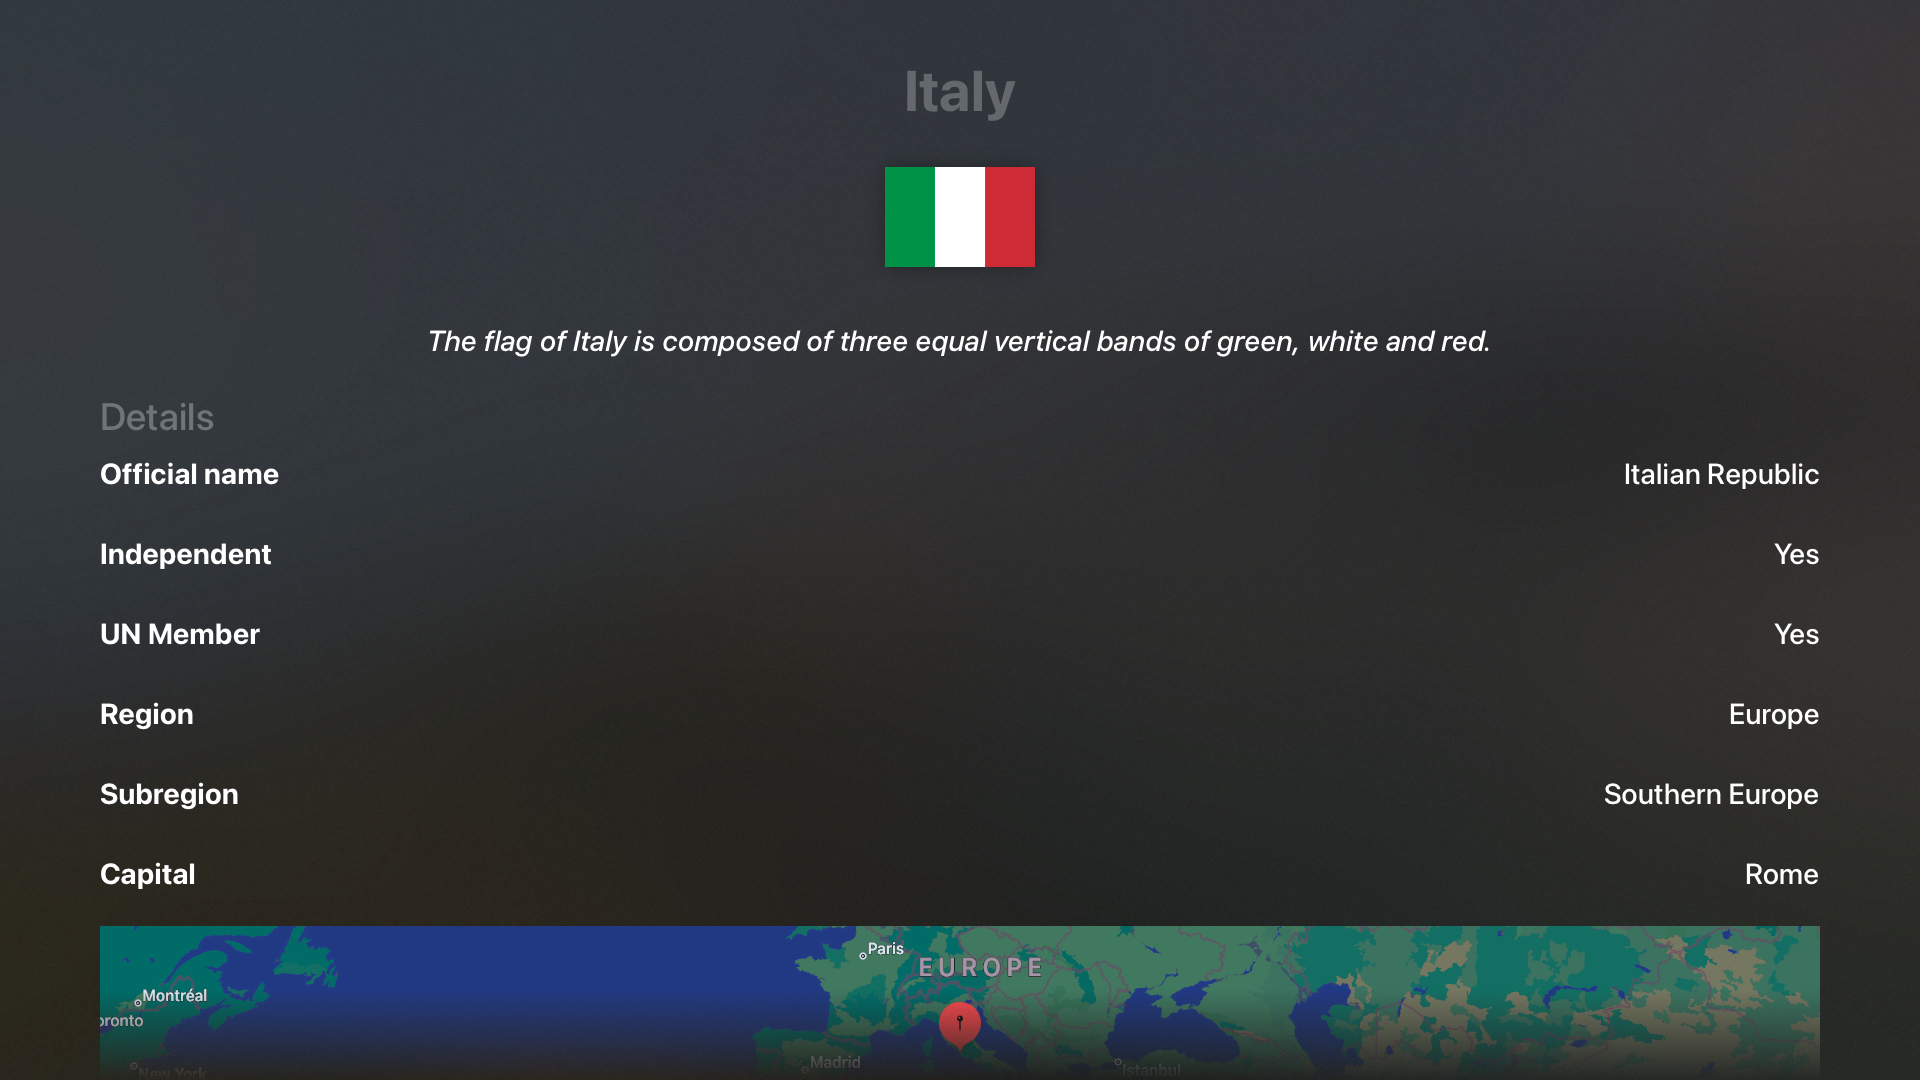 Italy
The flag of Italy is composed of three equal vertical bands of green, white and red.
Details
Official name Italian Republic
Independent Yes
UN Member Yes
Region Europe
Subregion Southern Europe
Capital Rome
Paris
EUROPE
Montréal
oronto
Madrid
Istanbul
New York